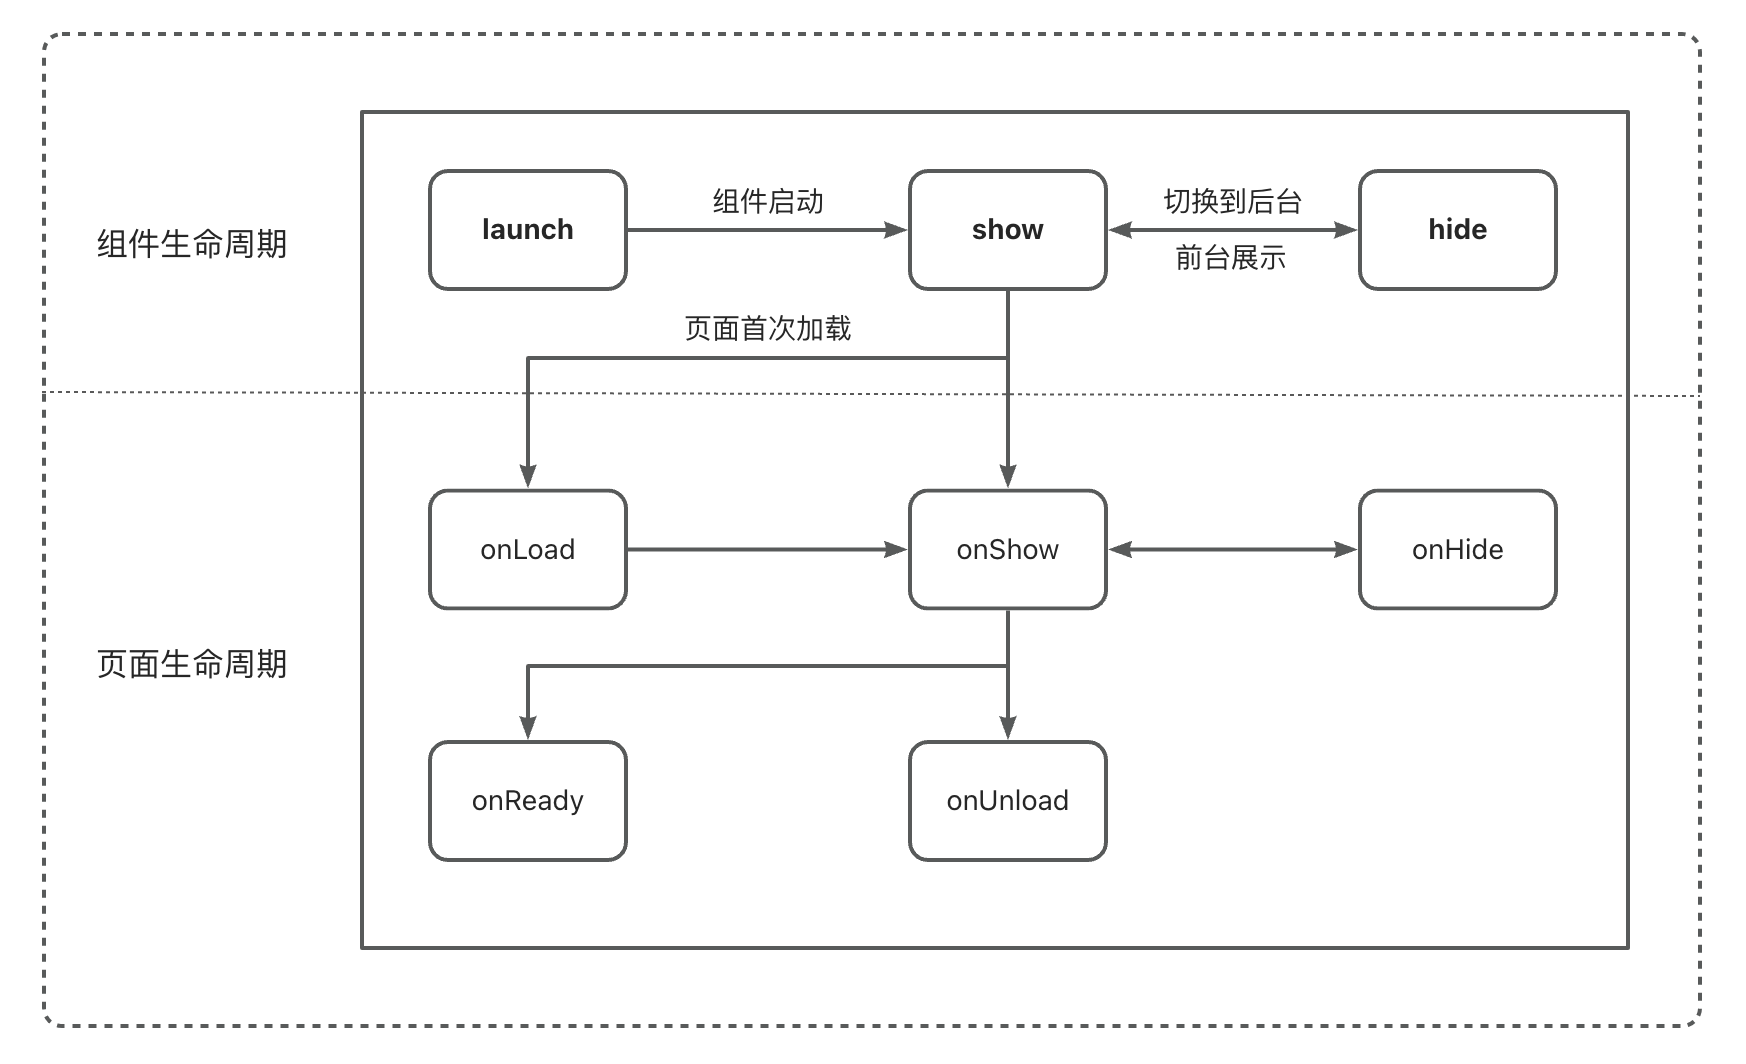 组件生命周期
launch
组件启动
show
切换到后台
前台展示
hide
页面首次加载
页面生命周期
onLoad
onShow
onHide
onReady
onUnload